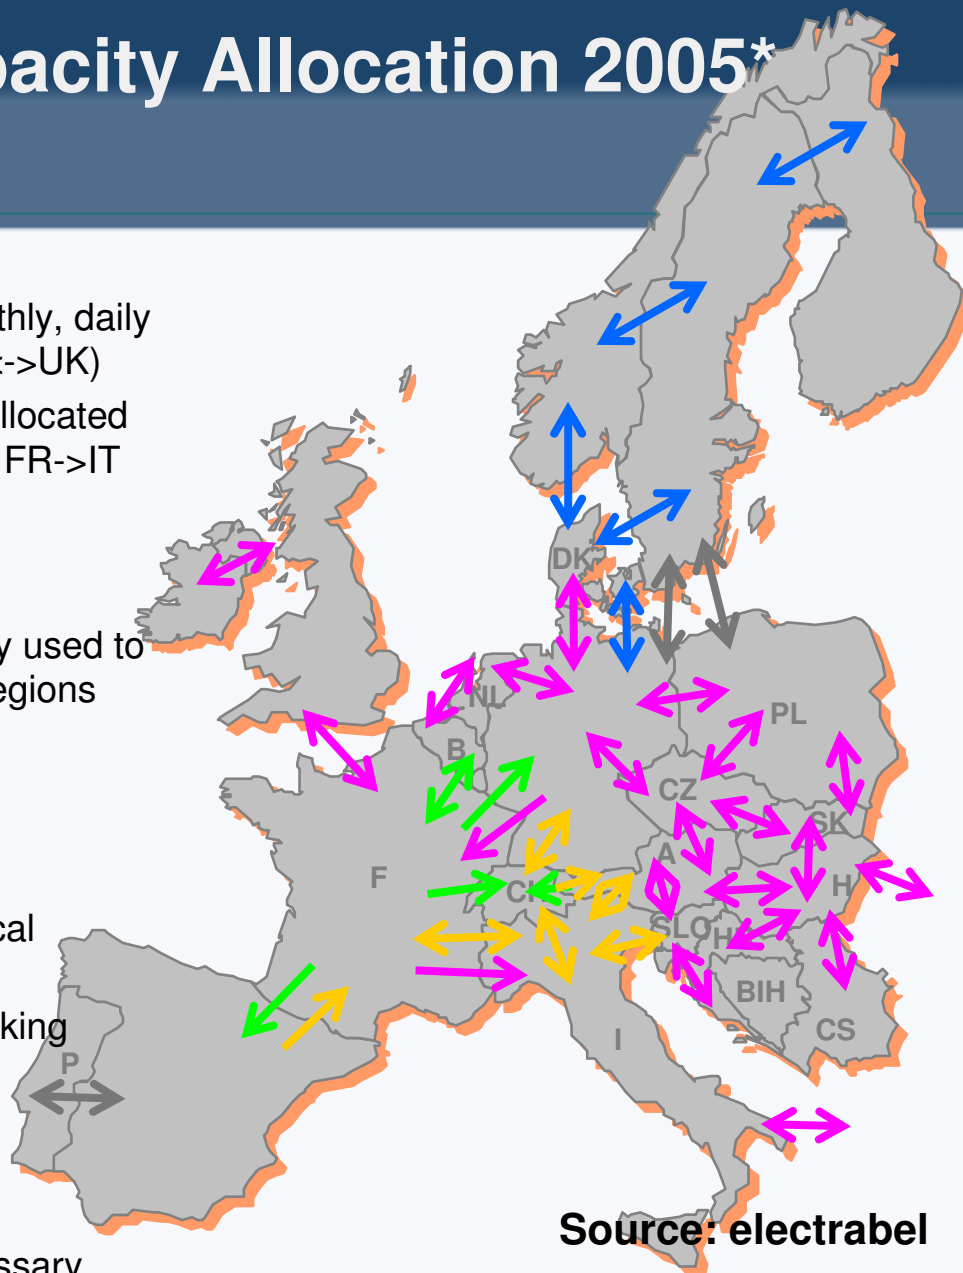 pacity Allocation 2005*
thly, daily
->UK)
llocated
FR->IT
y used to
egions
cal
king
ssary
DK
NL
PL
B
CZ
SK
A
F
CH
H
SLO
H
BIH
CS
I
P
Source: electrabel